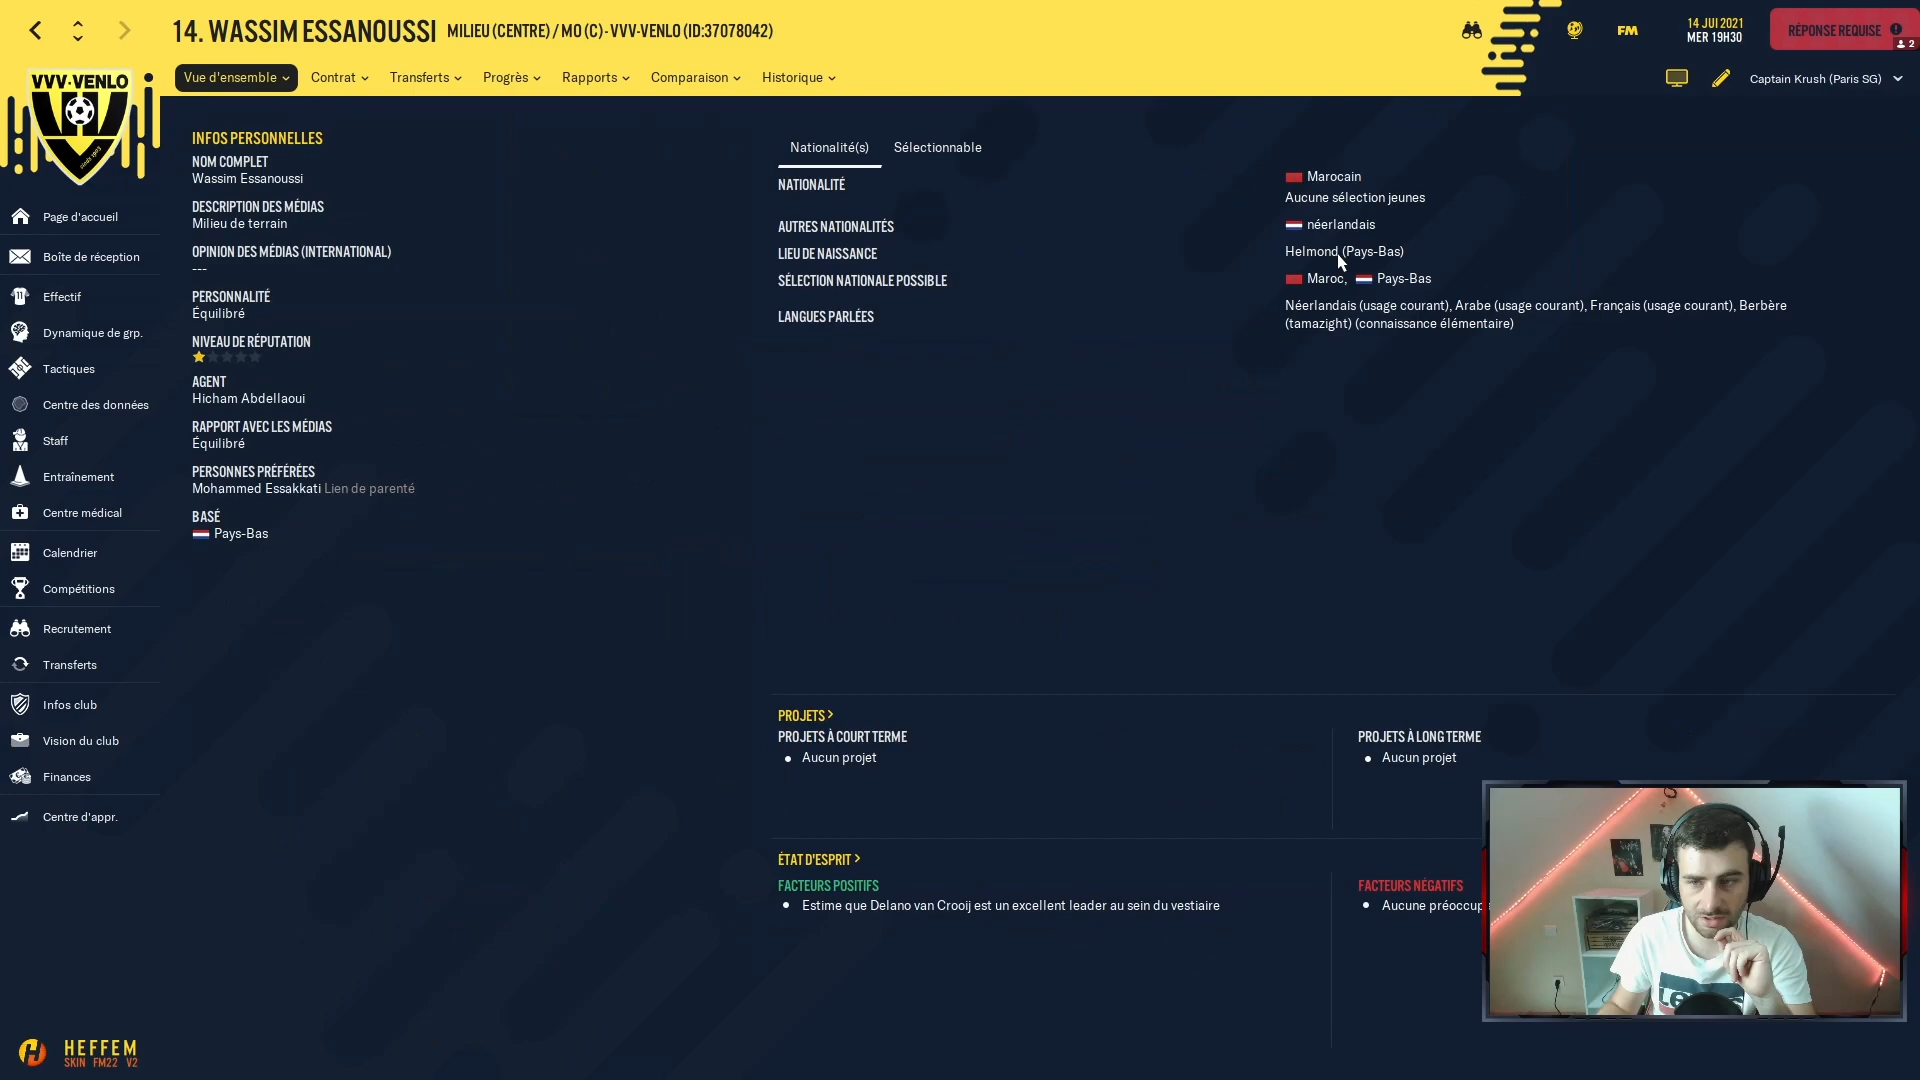 14. WASSIM ESSANOUSSI MILIEU (CENTRE) / MO (C) - VVV-VENLO (ID:37078042)
FM
14 JUI 2021
MER 19H30
RÉPONSE REQUISE
2
Vue d'ensemble
Contrat
Transferts
Progrès
Rapports
Comparaison
Historique
Captain Krush (Paris SG)
VVV-VENLO
Page d'accueil
Boîte de réception
Effectif
Dynamique de grp.
Tactiques
Centre des données
Staff
Entraînement
Centre médical
Calendrier
Compétitions
Recrutement
Transferts
Infos club
Vision du club
Finances
Centre d'appr.
HEFFEM
SKIN FM22 V2
INFOS PERSONNELLES
NOM COMPLET
Wassim Essanoussi
DESCRIPTION DES MÉDIAS
Milieu de terrain
OPINION DES MÉDIAS (INTERNATIONAL)
---
PERSONNALITÉ
Équilibré
NIVEAU DE RÉPUTATION
AGENT
Hicham Abdellaoui
RAPPORT AVEC LES MÉDIAS
Équilibré
PERSONNES PRÉFÉRÉES
Mohammed Essakkati Lien de parenté
BASÉ
Pays-Bas
Nationalité(s)
Sélectionnable
NATIONALITÉ
Marocain
Aucune sélection jeunes
AUTRES NATIONALITÉS
néerlandais
LIEU DE NAISSANCE
Helmond (Pays-Bas)
SÉLECTION NATIONALE POSSIBLE
Maroc, Pays-Bas
LANGUES PARLÉES
Néerlandais (usage courant), Arabe (usage courant), Français (usage courant), Berbère
(tamazight) (connaissance élémentaire)
PROJETS
PROJETS À COURT TERME
Aucun projet
PROJETS À LONG TERME
Aucun projet
ÉTAT D'ESPRIT
FACTEURS POSITIFS
Estime que Delano van Crooij est un excellent leader au sein du vestiaire
FACTEURS NÉGATIFS
Aucune préoccup